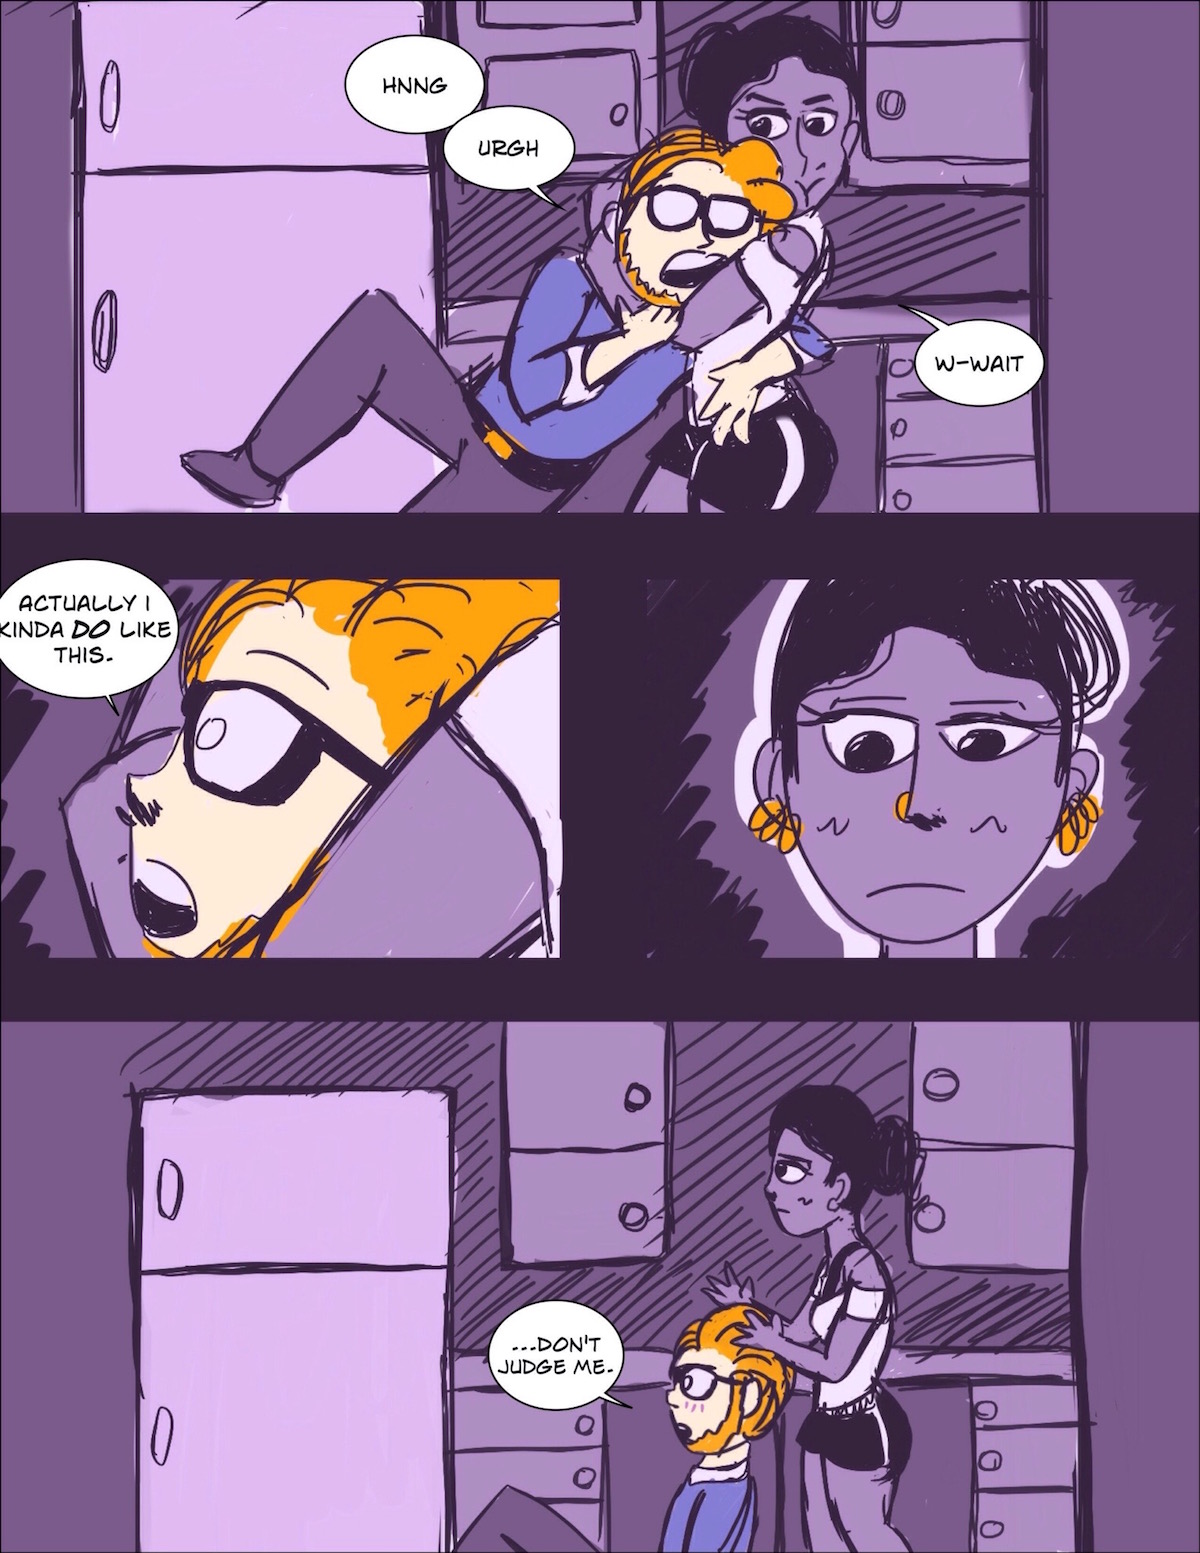 HNNG
URGH
W-WAIT
ACTUALLY I
KINDA DO LIKE
THIS.
...DON'T
JUDGE ME.